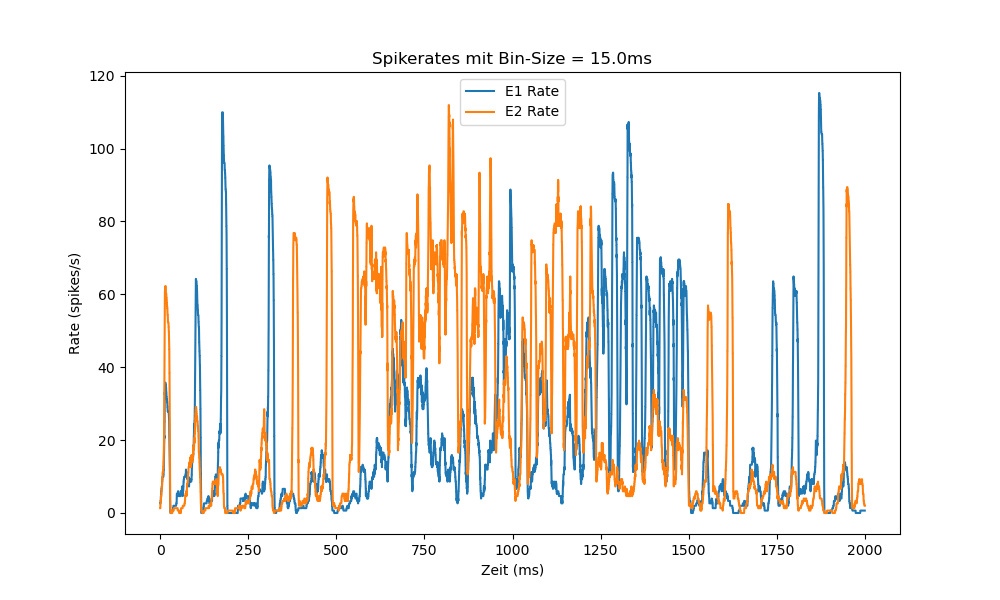 Spikerates mit Bin-Size = 15.0ms
E1 Rate
E2 Rate
120
100
80
60
40
20
0
Rate (spikes/s)
0 250 500 750 1000 1250 1500 1750 2000
Zeit (ms)